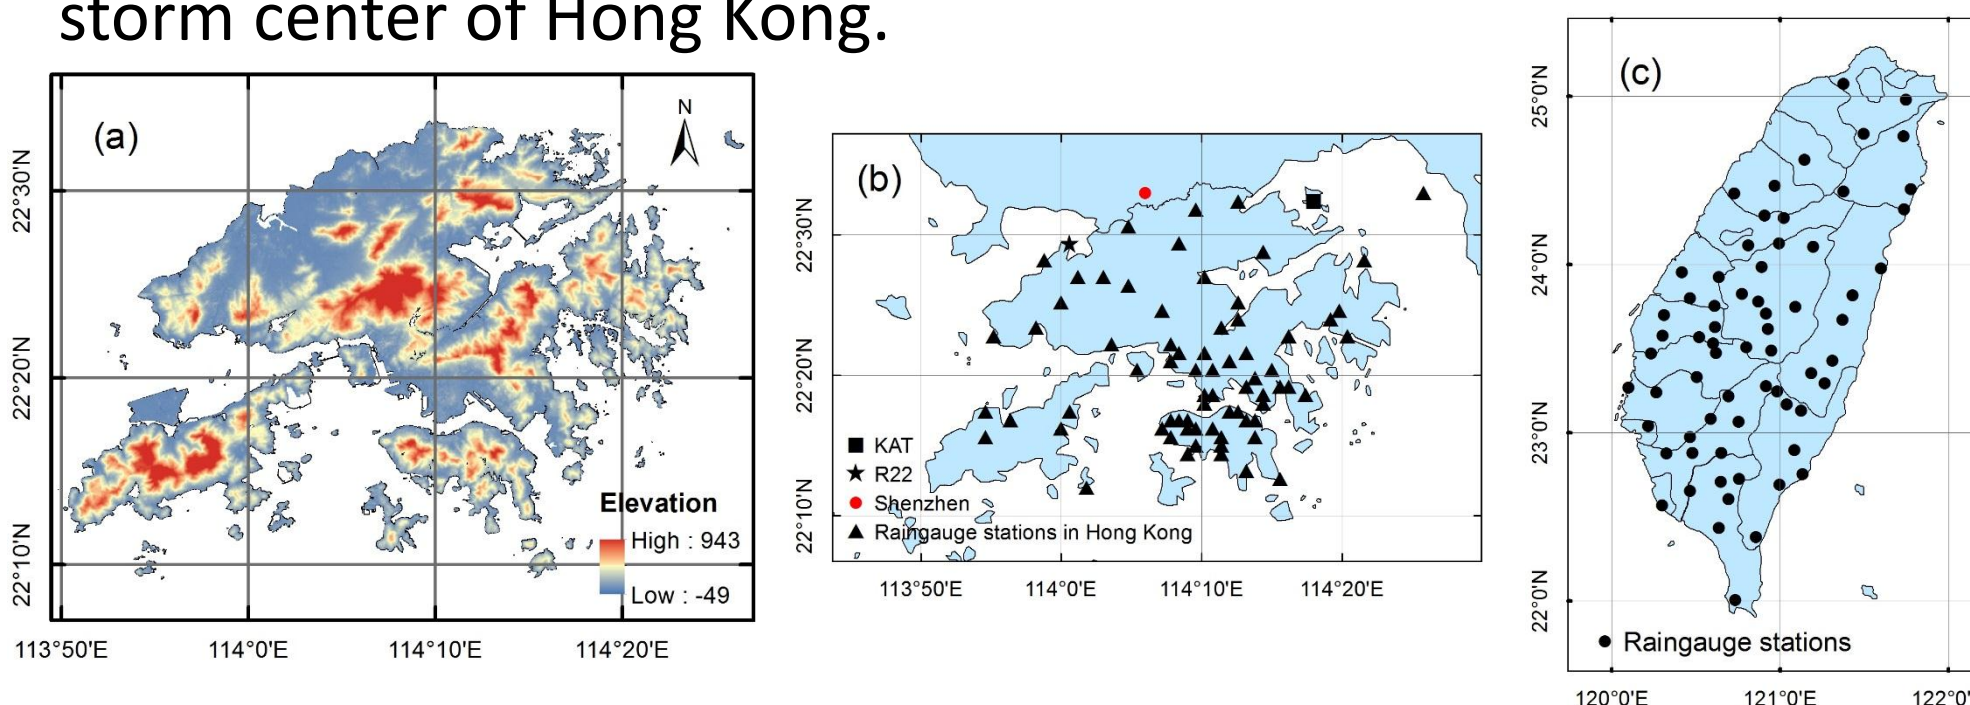 storm center of Hong Kong.
(a)
N
22°30'N
22°20'N
22°10'N
Elevation
High : 943
Low : -49
113°50'E
114°0'E
114°10'E
114°20'E
(b)
22°30'N
22°20'N
22°10'N
KAT
R22
Shenzhen
Raingauge stations in Hong Kong
113°50'E
114°0'E
114°10'E
114°20'E
(c)
25°0'N
24°0'N
23°0'N
22°0'N
Raingauge stations
120°0'E
121°0'E
122°0'